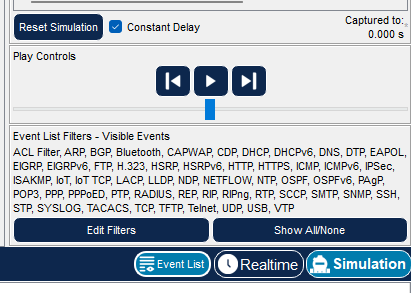 Reset Simulation
Constant Delay
Captured to:
0.000 s
Play Controls
Event List Filters - Visible Events
ACL Filter, ARP, BGP, Bluetooth, CAPWAP, CDP, DHCP, DHCPv6, DNS, DTP, EAPOL,
EIGRP, EIGRPv6, FTP, H.323, HSRP, HSRPv6, HTTP, HTTPS, ICMP, ICMPv6, IPSec,
ISAKMP, IoT, IoT TCP, LACP, LLDP, NDP, NETFLOW, NTP, OSPF, OSPFv6, PAgP,
POP3, PPP, PPPoED, PTP, RADIUS, REP, RIP, RIPng, RTP, SCCP, SMTP, SNMP, SSH,
STP, SYSLOG, TACACS, TCP, TFTP, Telnet, UDP, USB, VTP
Edit Filters
Show All/None
Event List
Realtime
Simulation